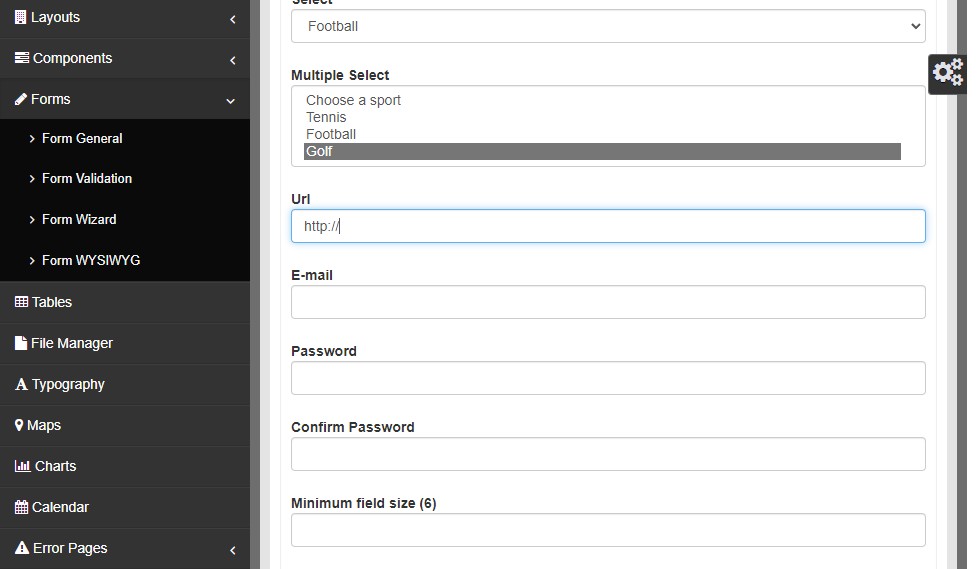 Layouts
Components
Forms
Form General
Form Validation
Form Wizard
Form WYSIWYG
Tables
File Manager
Typography
Maps
Charts
Calendar
Error Pages
Select
Football
Multiple Select
Choose a sport
Tennis
Football
Golf
Url
http://
E-mail
Password
Confirm Password
Minimum field size (6)